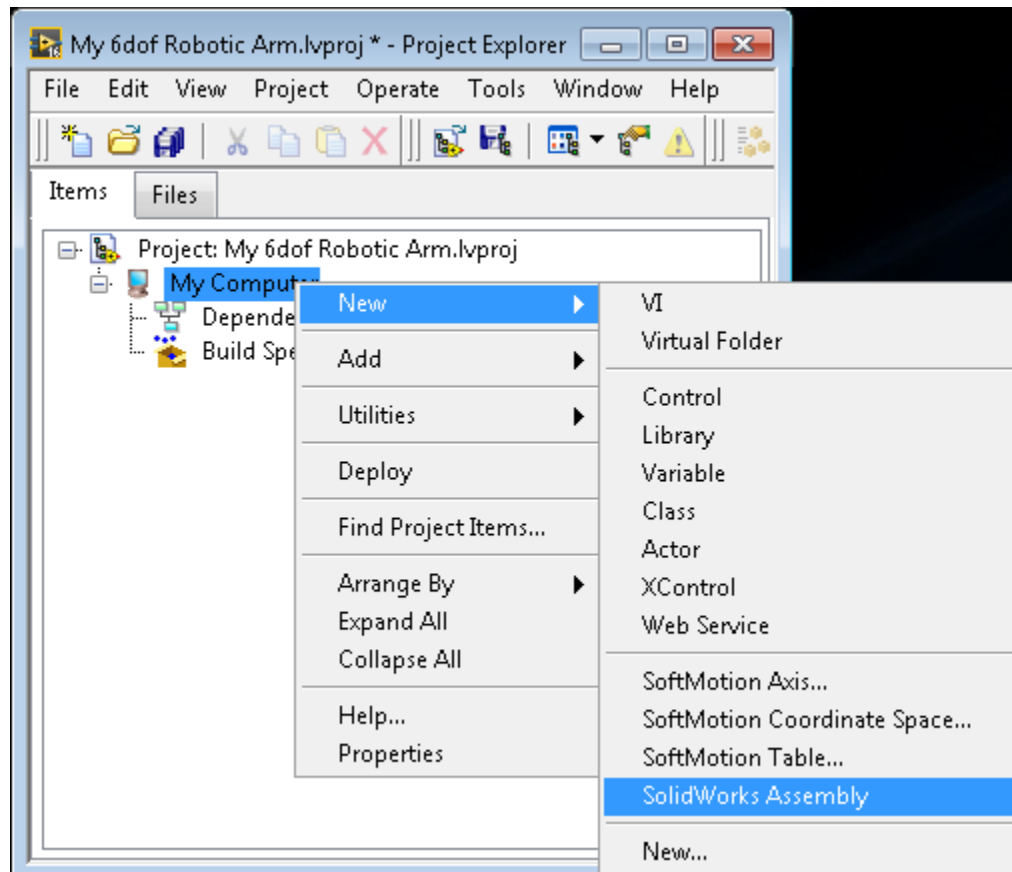 My 6dof Robotic Arm.lvproj * - Project Explorer
File Edit View Project Operate Tools Window Help
Items Files
Project: My 6dof Robotic Arm.lvproj
My Comput
Depende
Build Spe
New
Add
Utilities
Deploy
Find Project Items...
Arrange By
Expand All
Collapse All
Help...
Properties
VI
Virtual Folder
Control
Library
Variable
Class
Actor
XControl
Web Service
SoftMotion Axis...
SoftMotion Coordinate Space...
SoftMotion Table...
SolidWorks Assembly
New...